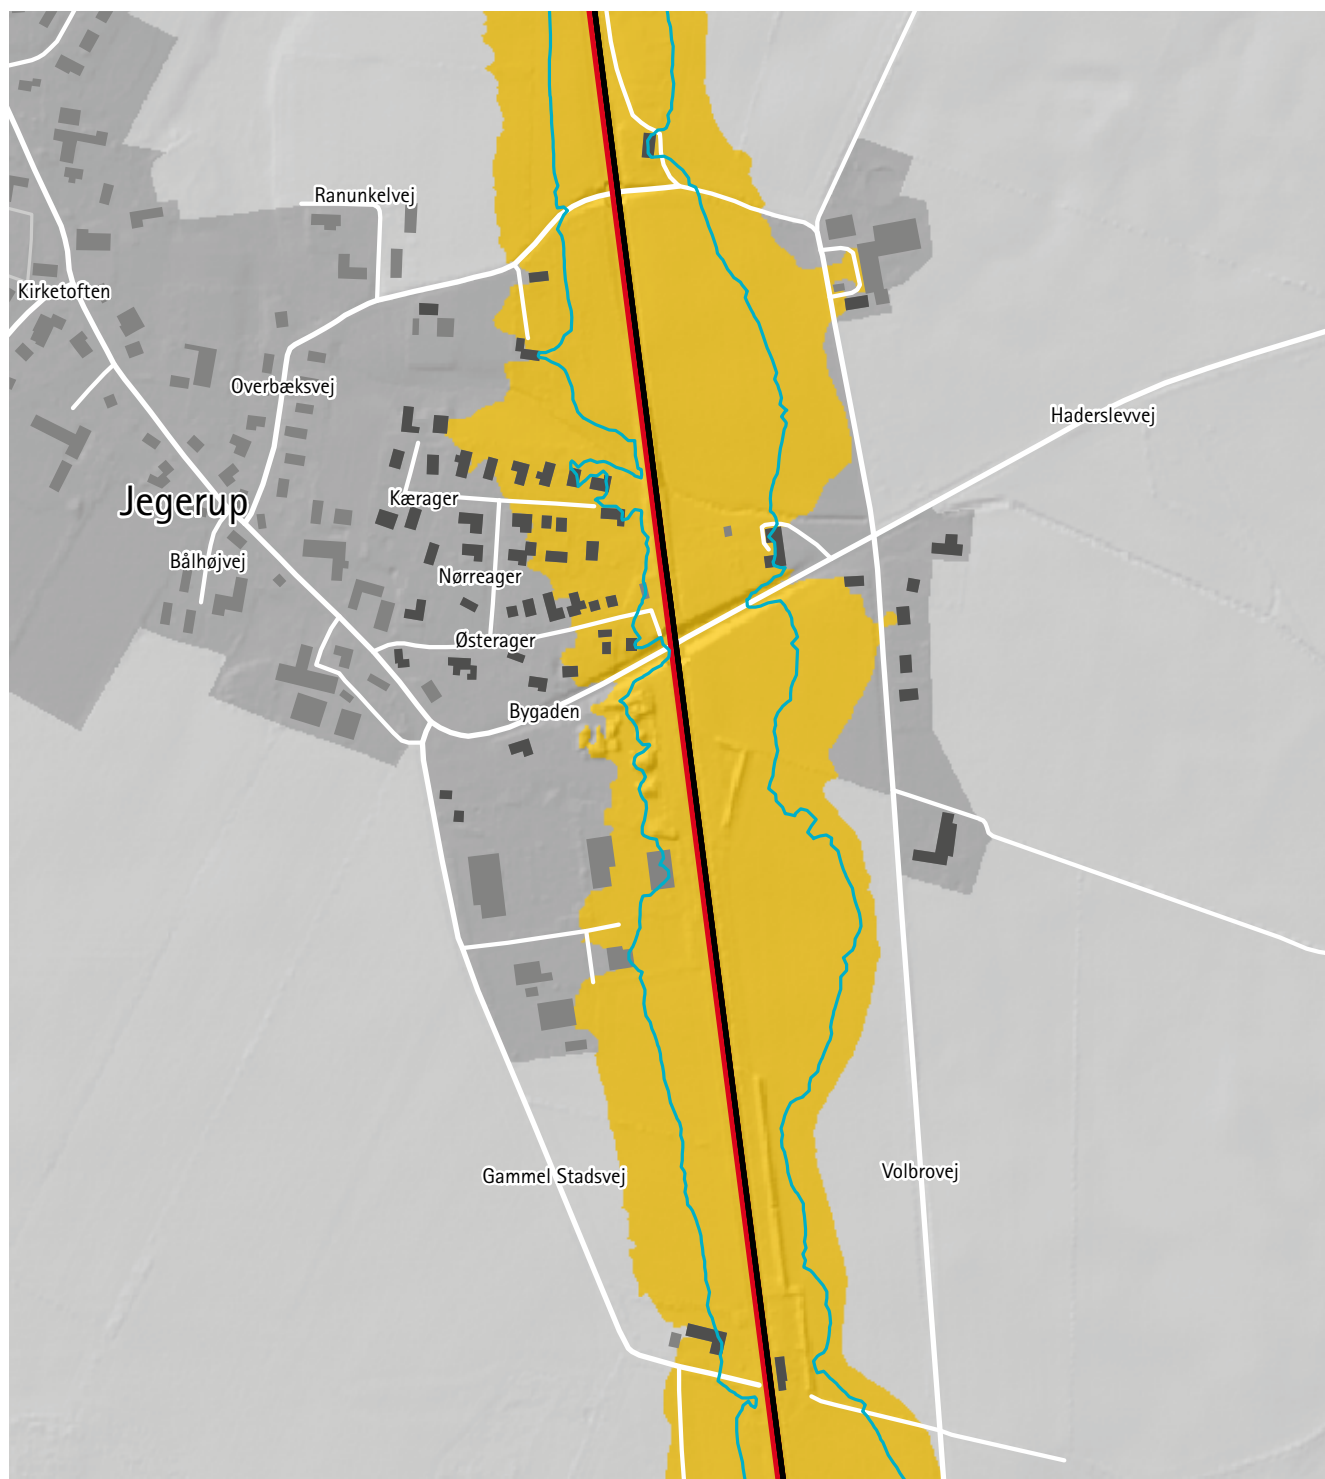 Ranunkelvej
Kirketoften
Overbæksvej
Haderslevvej
Kærager
Jegerup
Bålhøjvej
Nørreager
Østerager
Bygaden
Volbrovej
Gammel Stadsvej